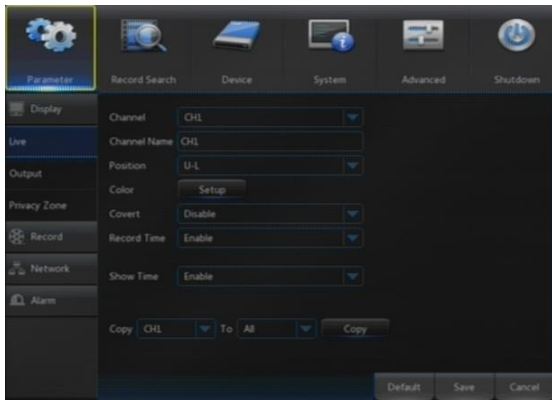 Parameter Record Search Device System Advanced Shutdown
Display
Live
Output
Privacy Zone
Record
Network
Alarm
Channel CH1
Channel Name CH1
Position U-L
Color Setup
Covert Disable
Record Time Enable
Show Time Enable
Copy CH1 To All Copy
Default Save Cancel